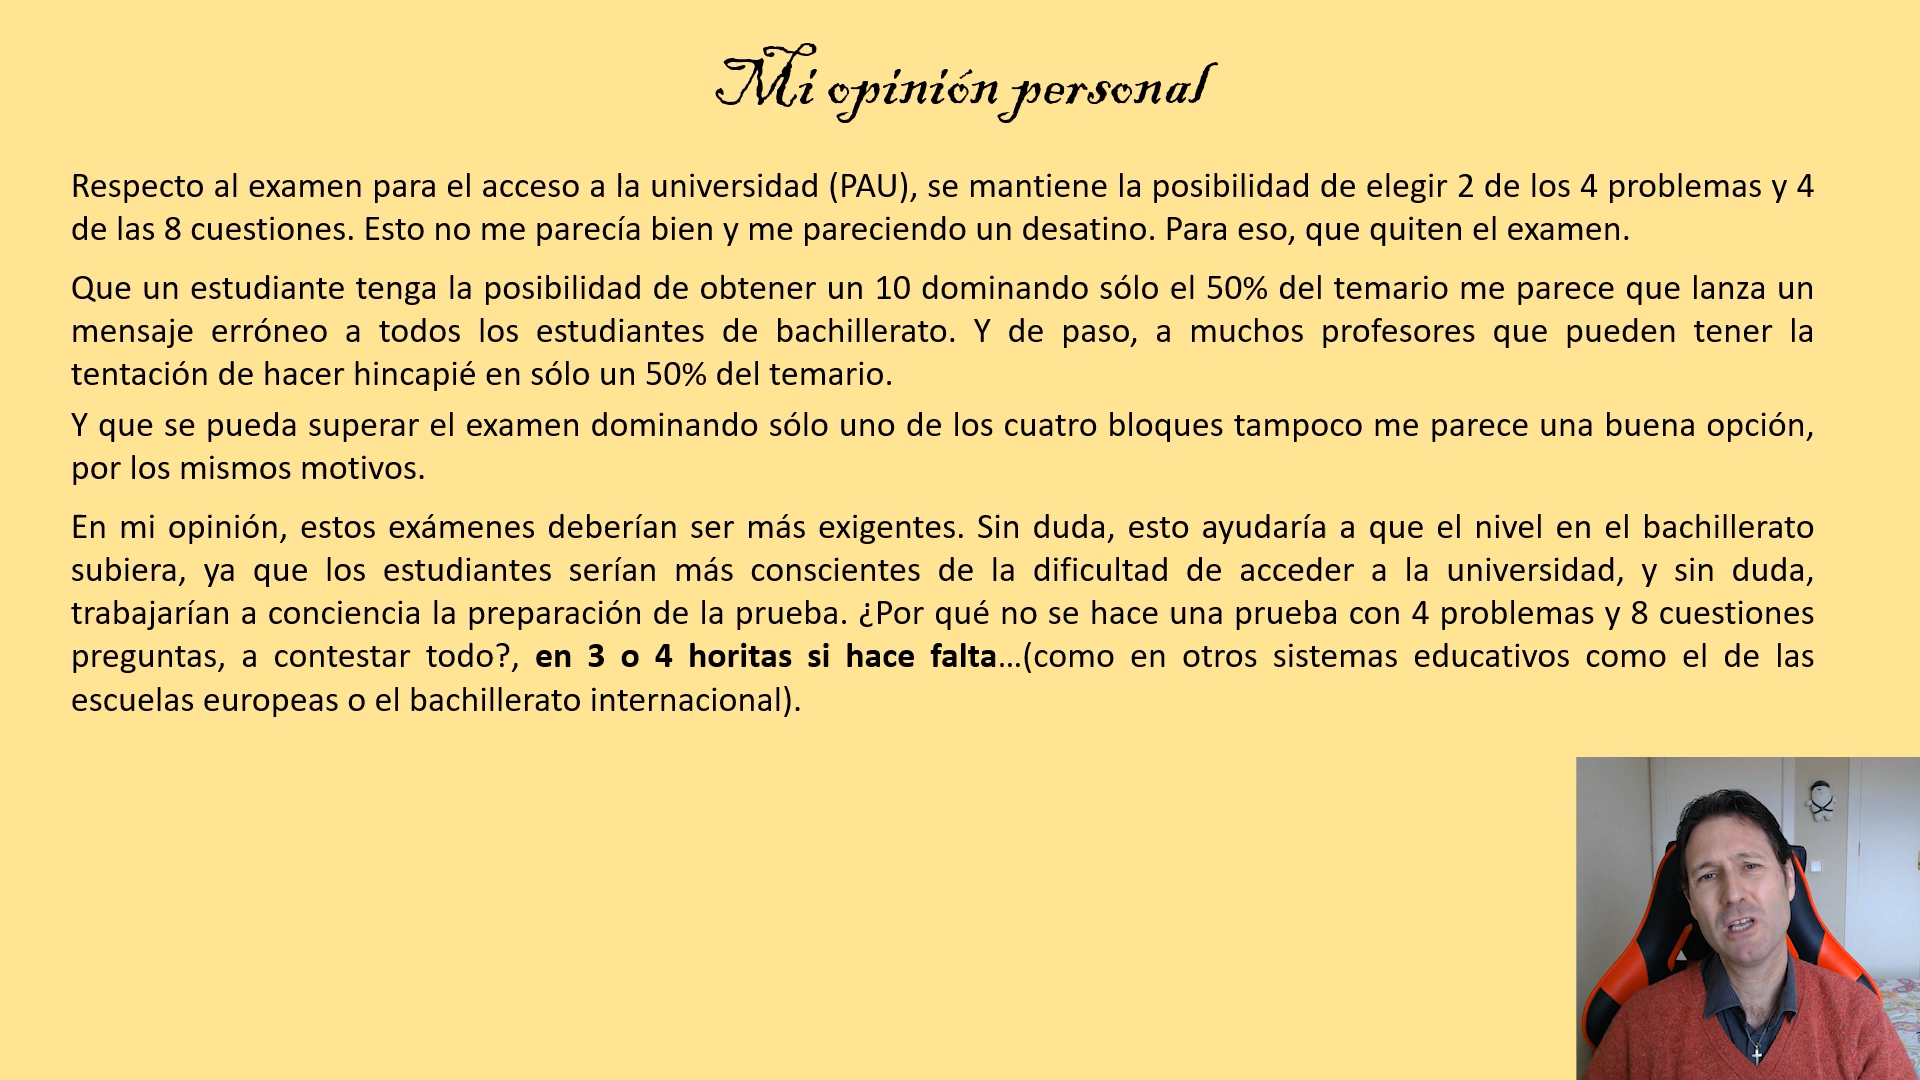 Mi opinión personal
Respecto al examen para el acceso a la universidad (PAU), se mantiene la posibilidad de elegir 2 de los 4 problemas y 4
de las 8 cuestiones. Esto no me parecía bien y me pareciendo un desatino. Para eso, que quiten el examen.
Que un estudiante tenga la posibilidad de obtener un 10 dominando sólo el 50% del temario me parece que lanza un
mensaje erróneo a todos los estudiantes de bachillerato. Y de paso, a muchos profesores que pueden tener la
tentación de hacer hincapié en sólo un 50% del temario.
Y que se pueda superar el examen dominando sólo uno de los cuatro bloques tampoco me parece una buena opción,
por los mismos motivos.
En mi opinión, estos exámenes deberían ser más exigentes. Sin duda, esto ayudaría a que el nivel en el bachillerato
subiera, ya que los estudiantes serían más conscientes de la dificultad de acceder a la universidad, y sin duda,
trabajarían a conciencia la preparación de la prueba. ¿Por qué no se hace una prueba con 4 problemas y 8 cuestiones
preguntas, a contestar todo?, en 3 o 4 horitas si hace falta…(como en otros sistemas educativos como el de las
escuelas europeas o el bachillerato internacional).